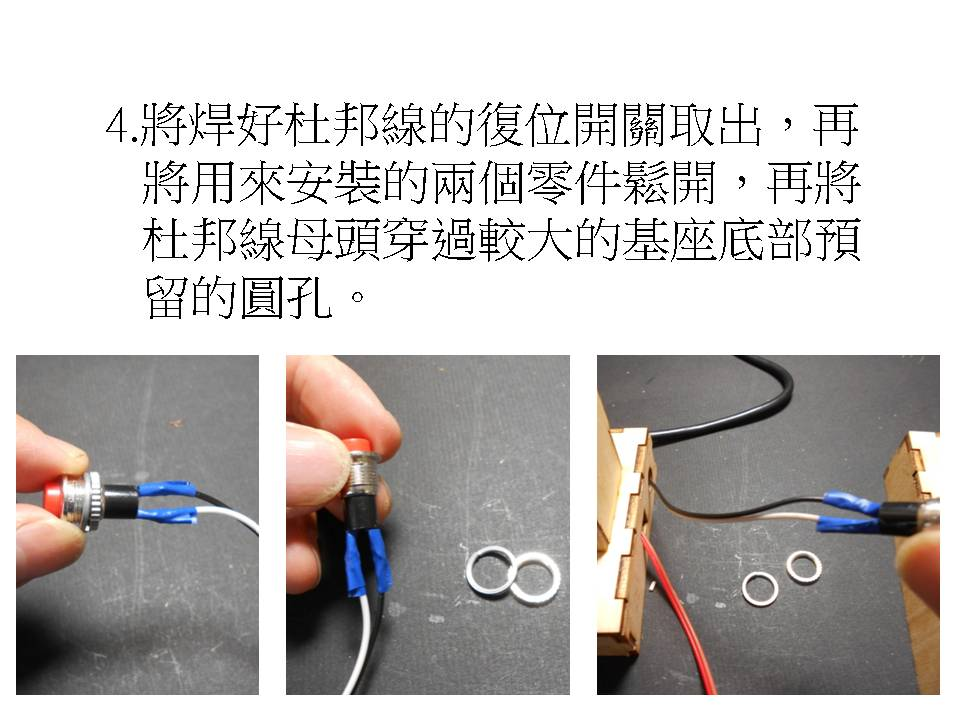 4.將焊好杜邦線的復位開關取出，再
將用來安裝的兩個零件鬆開，再將
杜邦線母頭穿過較大的基座底部預
留的圓孔。